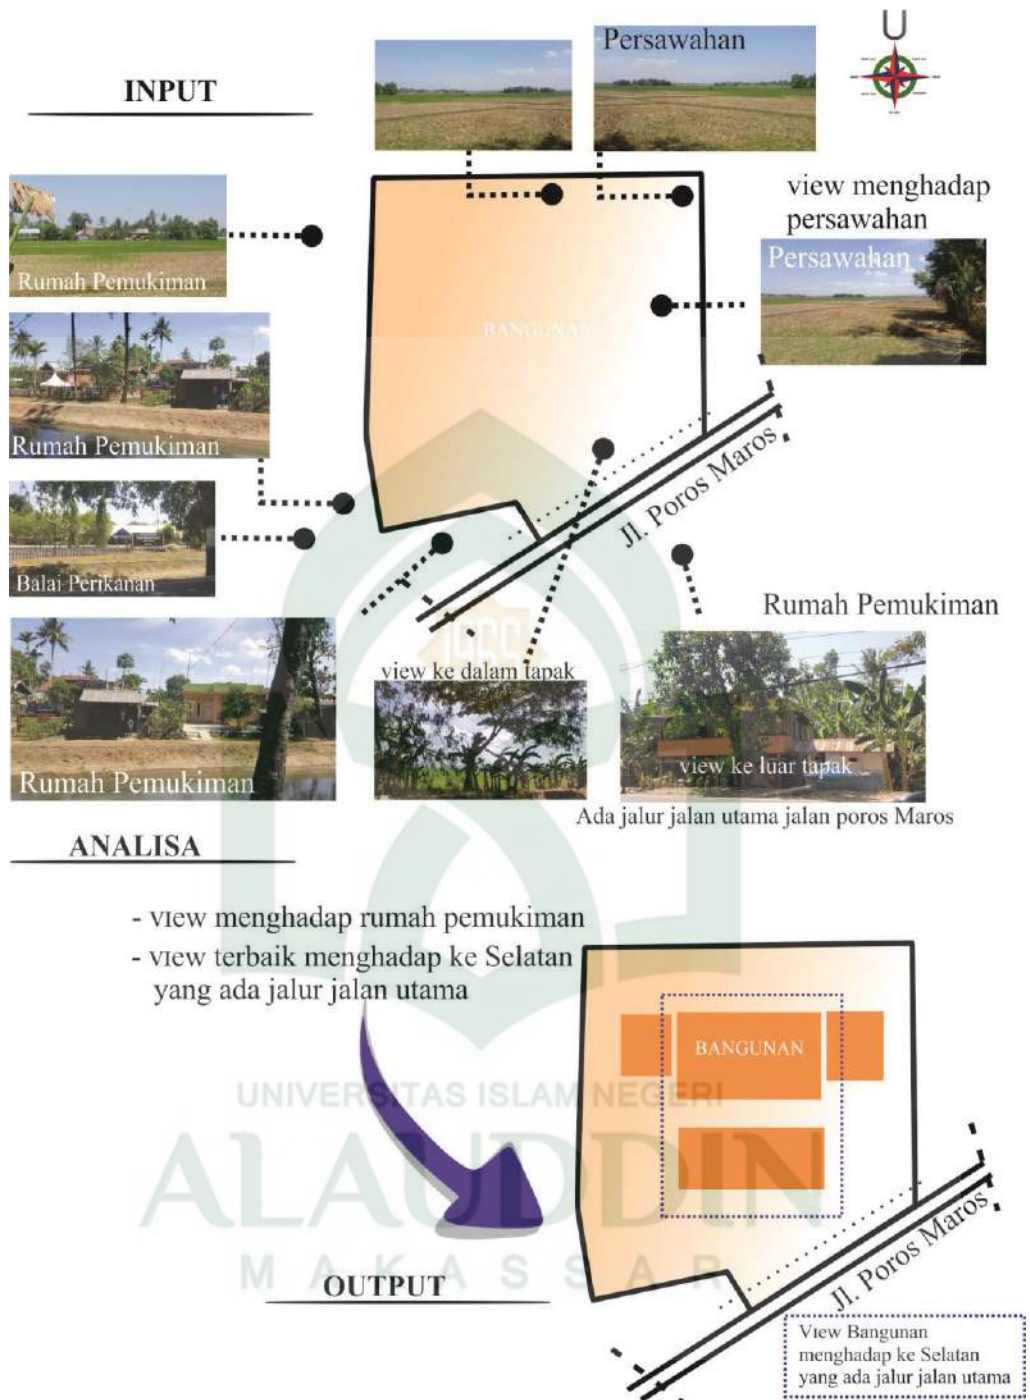 U
INPUT
Persawahan
view menghadap
persawahan
Persawahan
Rumah Pemukiman
BANGUNAN
Rumah Pemukiman
Jl. Poros Maros
Balai Perikanan
Rumah Pemukiman
1965
view ke dalam tapak
view ke luar tapak
Rumah Pemukiman
Ada jalur jalan utama jalan poros Maros
ANALISA
- view menghadap rumah pemukiman
- view terbaik menghadap ke Selatan
yang ada jalur jalan utama
BANGUNAN
UNIVERSITAS ISLAM NEGERI
ALAUDDIN
MAKASSAR
Jl. Poros Maros
OUTPUT
View Bangunan
menghadap ke Selatan
yang ada jalur jalan utama